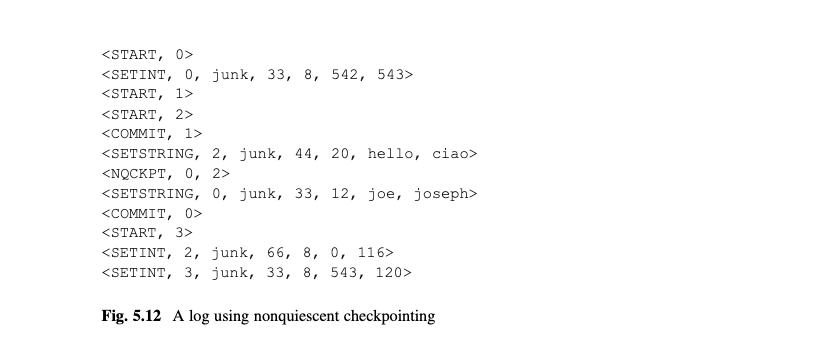 <START, 0>
<SETINT, 0, junk, 33, 8, 542, 543>
<START, 1>
<START, 2>
<COMMIT, 1>
<SETSTRING, 2, junk, 44, 20, hello, ciao>
<NQCKPT, 0, 2>
<SETSTRING, 0, junk, 33, 12, joe, joseph>
<COMMIT, 0>
<START, 3>
<SETINT, 2, junk, 66, 8, 0, 116>
<SETINT, 3, junk, 33, 8, 543, 120>
Fig. 5.12 A log using nonquiescent checkpointing